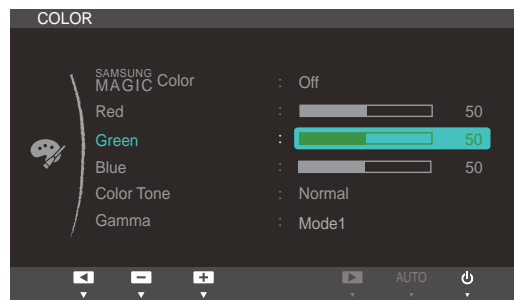 COLOR
SAMSUNG MAGIC Color : Off
Red : 50
Green : 50
Blue : 50
Color Tone : Normal
Gamma : Mode1
AUTO